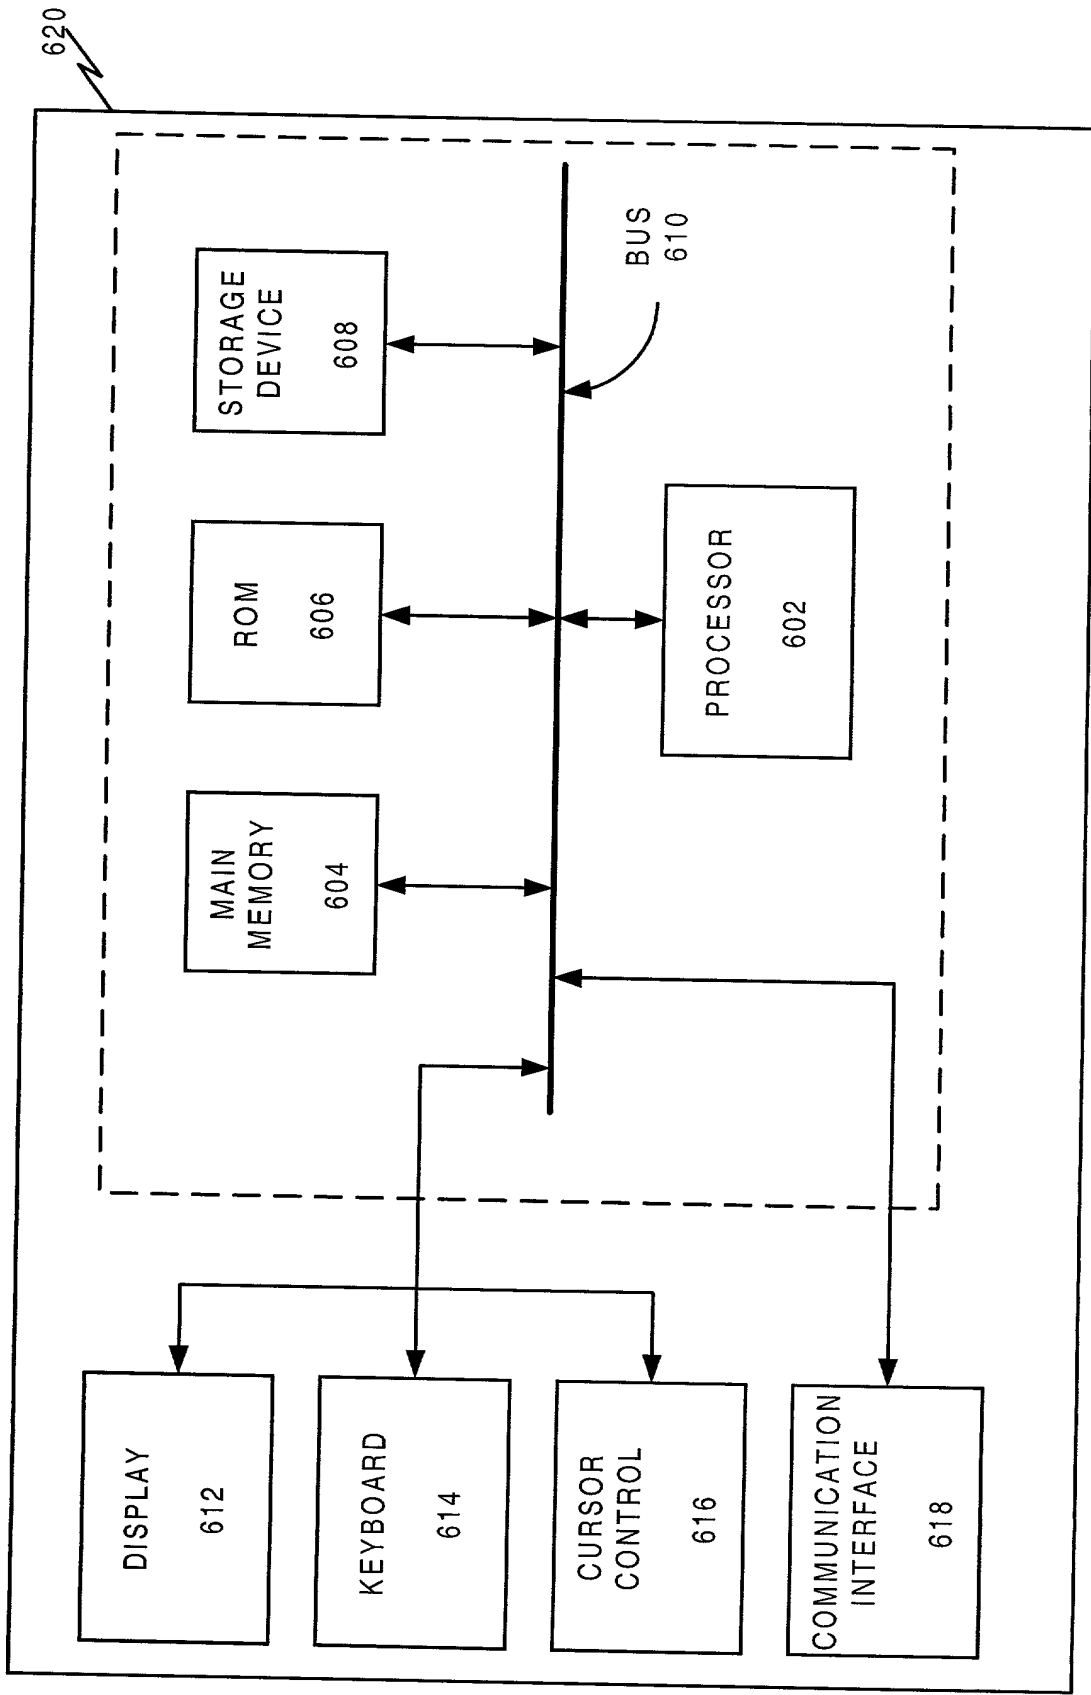 620
STORAGE
DEVICE
608
ROM
606
MAIN
MEMORY
604
BUS
610
PROCESSOR
602
DISPLAY
612
KEYBOARD
614
CURSOR
CONTROL
616
COMMUNICATION
INTERFACE
618